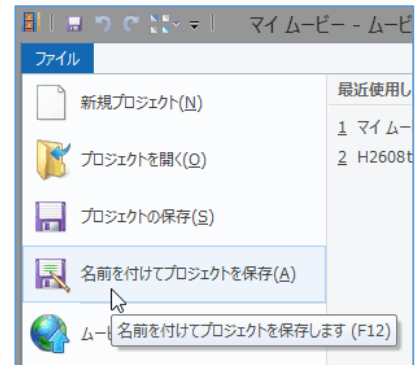 マイ ムービー - ムービ
ファイル
最近使用し
新規プロジェクト(N)
1 マイ ムー
プロジェクトを開く(O)
2 H2608t
プロジェクトの保存(S)
名前を付けてプロジェクトを保存(A)
ムー
名前を付けてプロジェクトを保存します (F12)